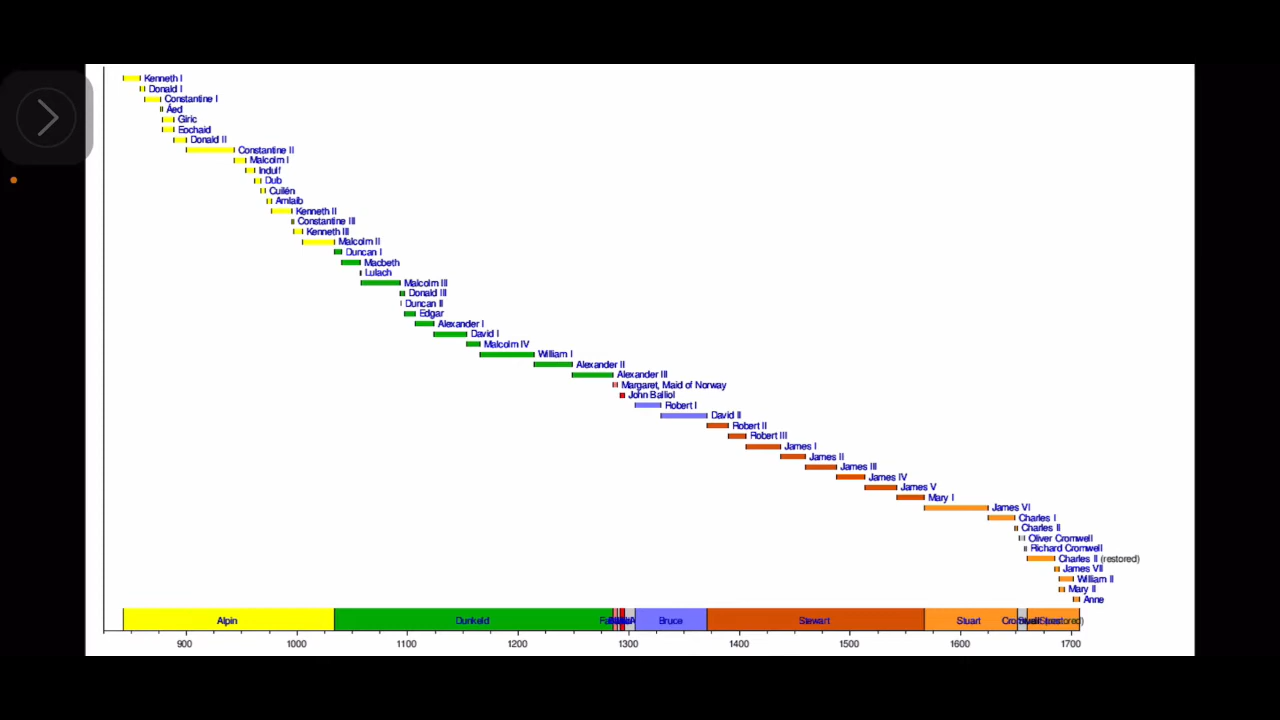 Kenneth I
Donald I
Constantine I
Áed
Giric
Eochaid
Donald II
Constantine II
Malcolm I
Indulf
Dub
Cuilén
Amlaíb
Kenneth II
Constantine III
Kenneth III
Malcolm II
Duncan I
Macbeth
Lulach
Malcolm III
Donald III
Duncan II
Edgar
Alexander I
David I
Malcolm IV
William I
Alexander II
Alexander III
Margaret, Maid of Norway
John Balliol
Robert I
David II
Robert II
Robert III
James I
James II
James III
James IV
James V
Mary I
James VI
Charles I
Charles II
Oliver Cromwell
Richard Cromwell
Charles II (restored)
James VII
William II
Mary II
Anne
Alpin Dunkeld Bruce Stewart Stuart (restored)
900 1000 1100 1200 1300 1400 1500 1600 1700